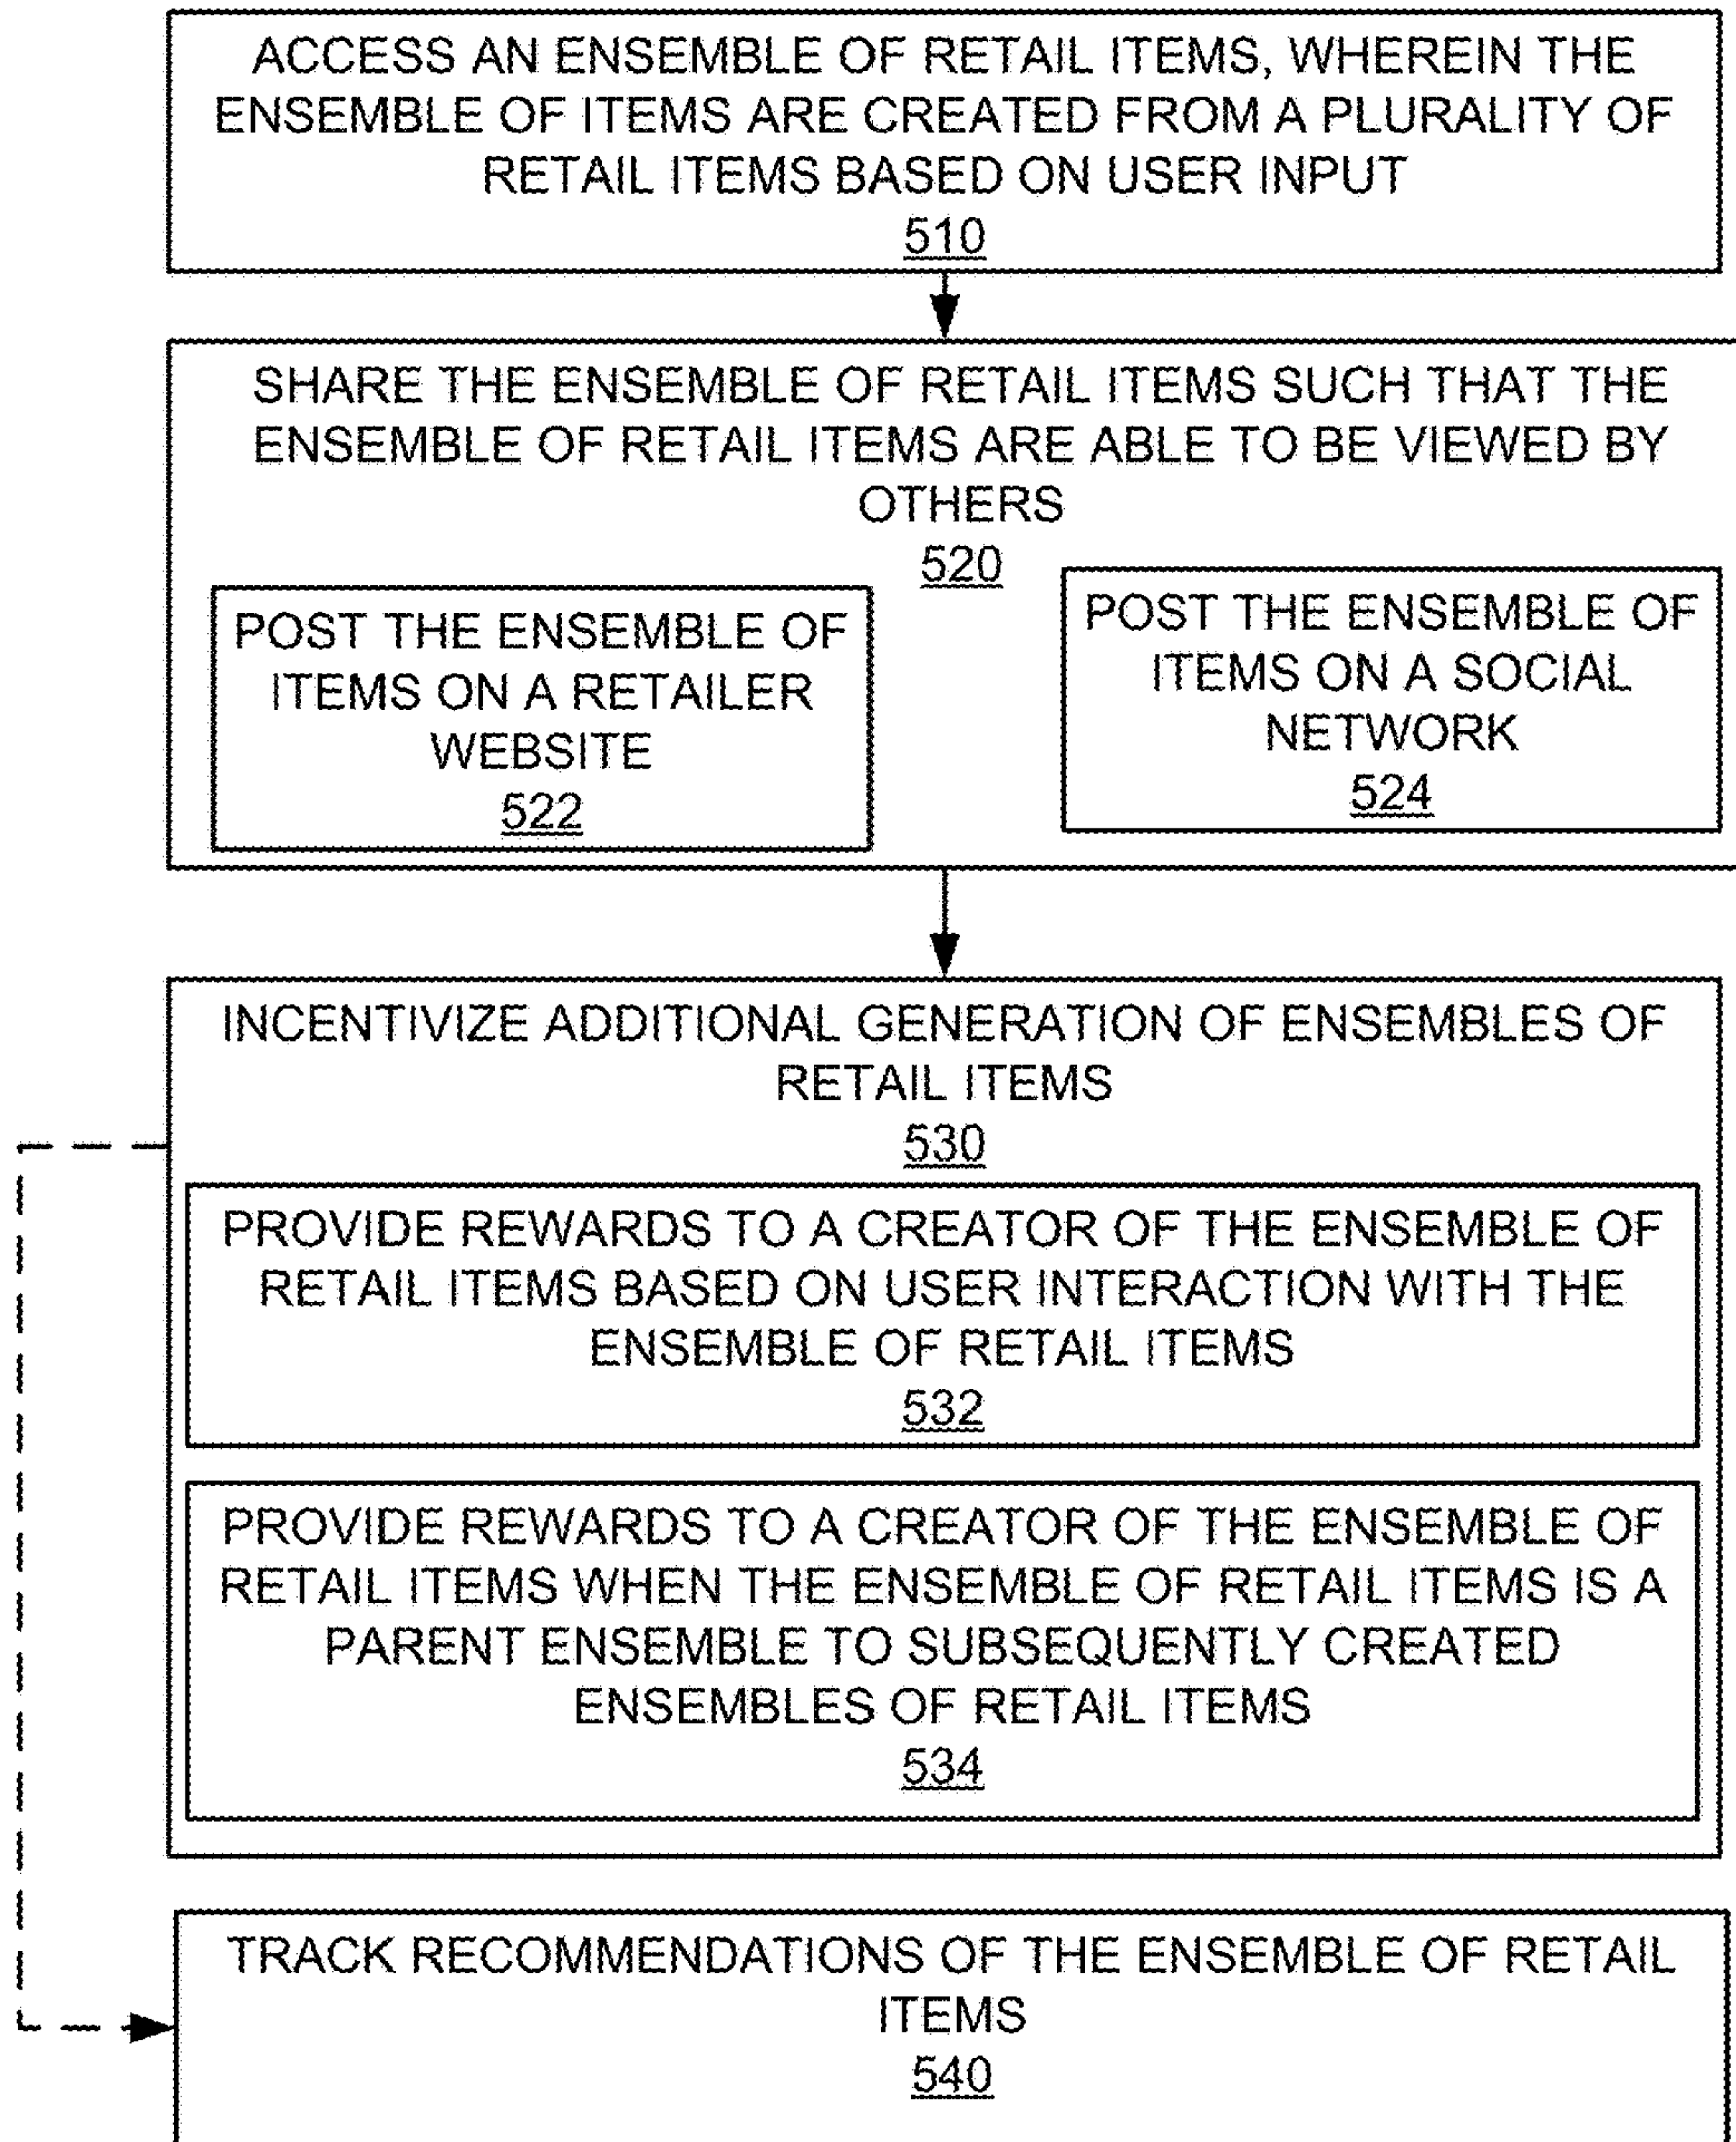 ACCESS AN ENSEMBLE OF RETAIL ITEMS, WHEREIN THE
ENSEMBLE OF ITEMS ARE CREATED FROM A PLURALITY OF
RETAIL ITEMS BASED ON USER INPUT
510
SHARE THE ENSEMBLE OF RETAIL ITEMS SUCH THAT THE
ENSEMBLE OF RETAIL ITEMS ARE ABLE TO BE VIEWED BY
OTHERS
520
POST THE ENSEMBLE OF
ITEMS ON A RETAILER
WEBSITE
522
POST THE ENSEMBLE OF
ITEMS ON A SOCIAL
NETWORK
524
INCENTIVIZE ADDITIONAL GENERATION OF ENSEMBLES OF
RETAIL ITEMS
530
PROVIDE REWARDS TO A CREATOR OF THE ENSEMBLE OF
RETAIL ITEMS BASED ON USER INTERACTION WITH THE
ENSEMBLE OF RETAIL ITEMS
532
PROVIDE REWARDS TO A CREATOR OF THE ENSEMBLE OF
RETAIL ITEMS WHEN THE ENSEMBLE OF RETAIL ITEMS IS A
PARENT ENSEMBLE TO SUBSEQUENTLY CREATED
ENSEMBLES OF RETAIL ITEMS
534
TRACK RECOMMENDATIONS OF THE ENSEMBLE OF RETAIL
ITEMS
540